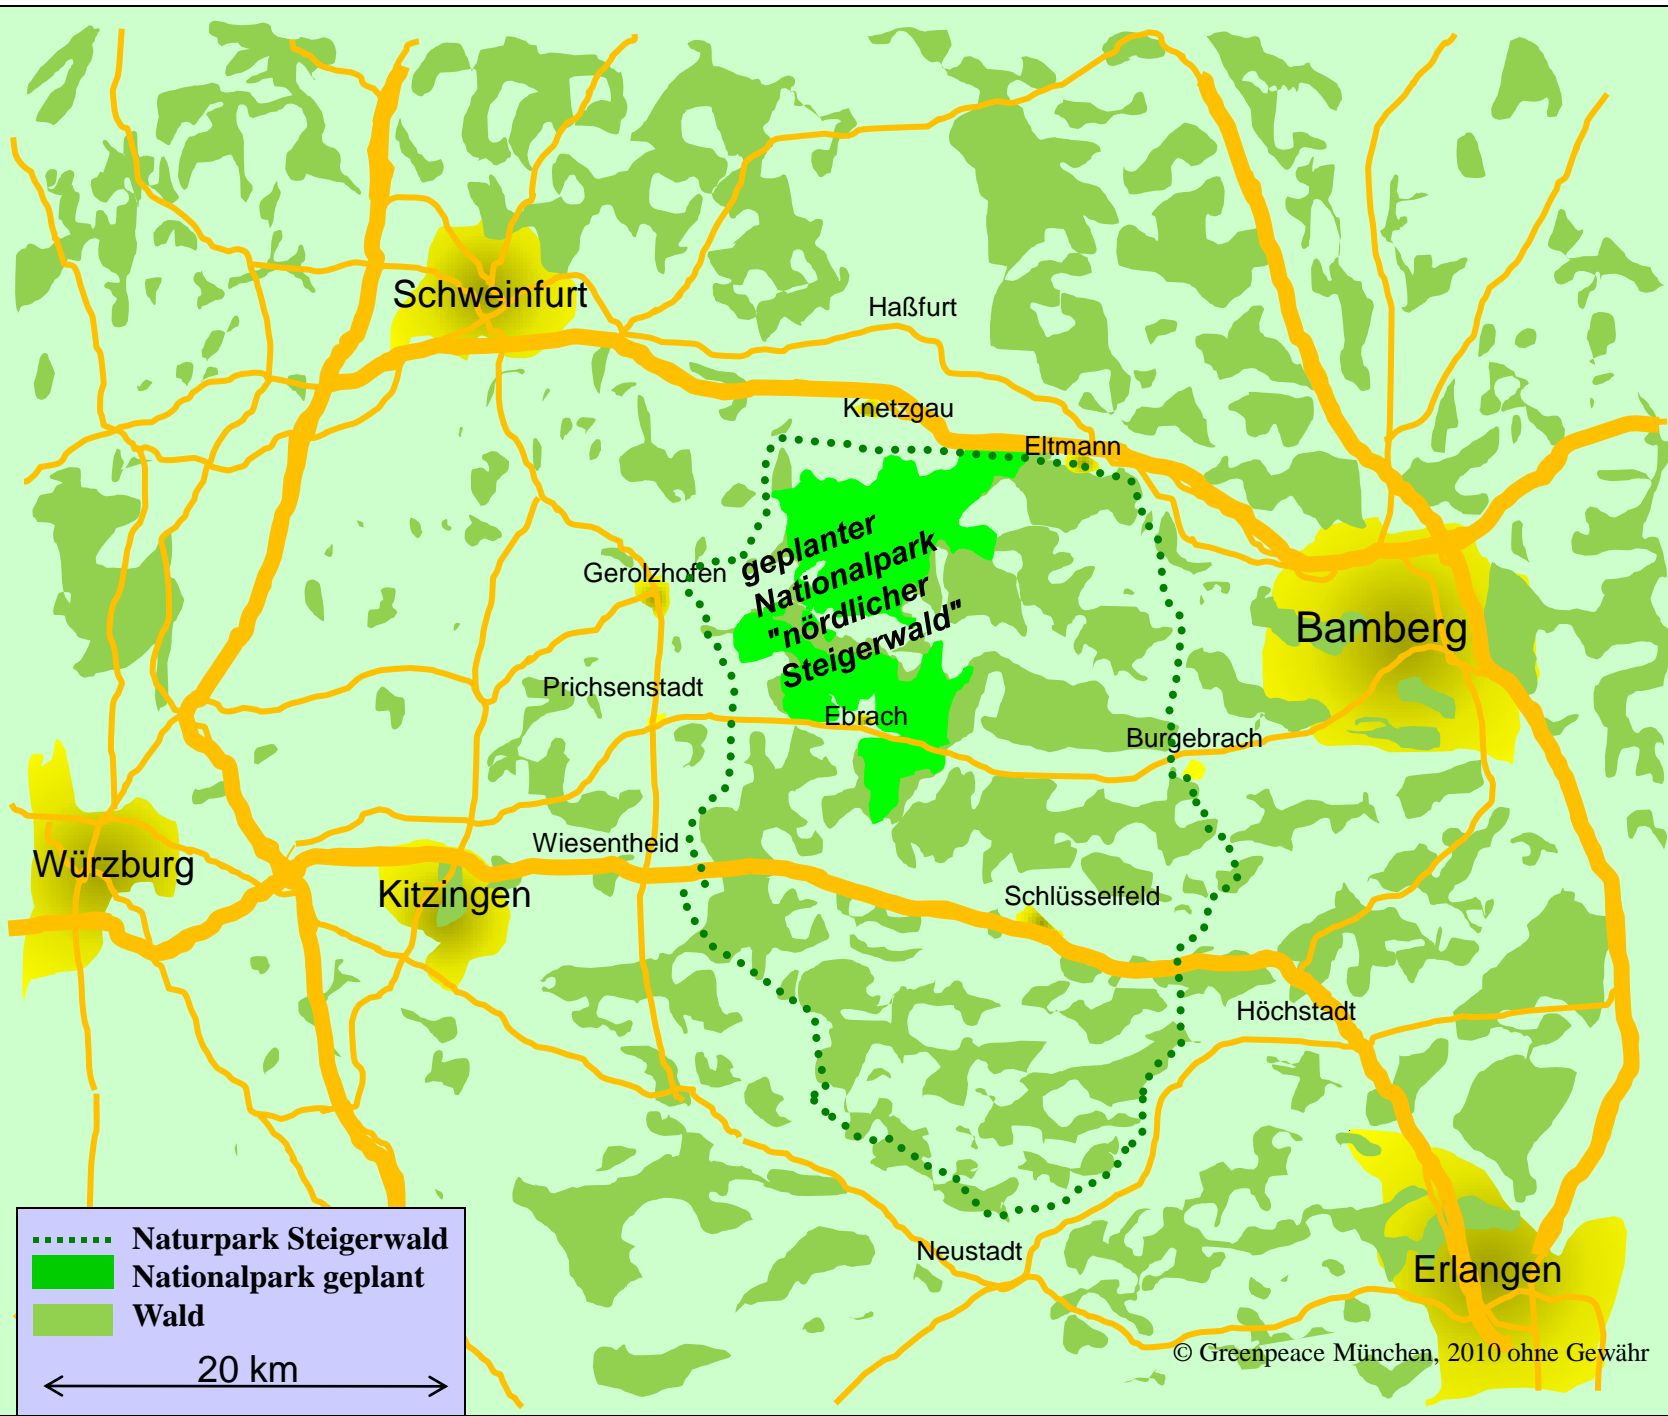 Schweinfurt
Haßfurt
Knetzgau
Eltmann
geplanter
Nationalpark
"nördlicher
Steigerwald"
Gerolzhofen
Bamberg
Prichsenstadt
Ebrach
Burgebrach
Würzburg
Wiesentheid
Kitzingen
Schlüsselfeld
Höchstadt
Neustadt
Erlangen
Naturpark Steigerwald
Nationalpark geplant
Wald
20 km
© Greenpeace München, 2010 ohne Gewähr